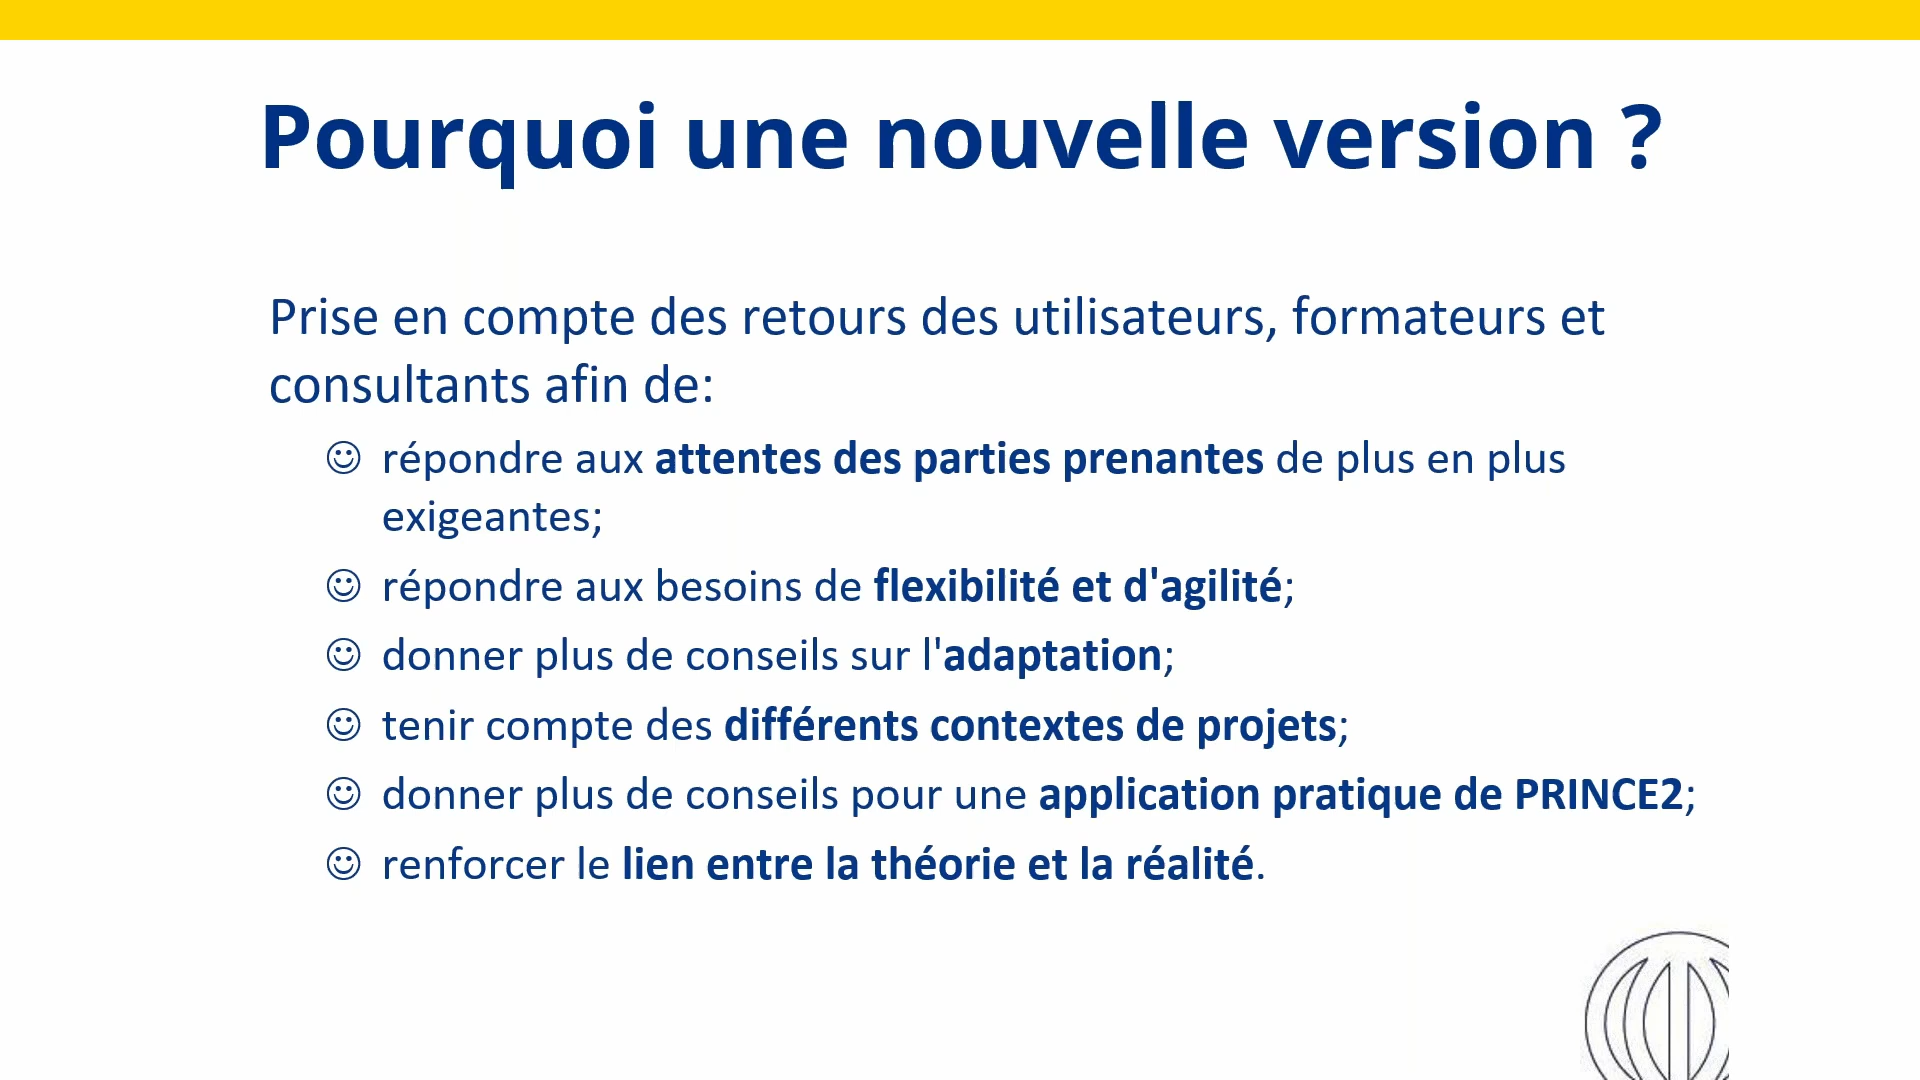 Pourquoi une nouvelle version ?
Prise en compte des retours des utilisateurs, formateurs et
consultants afin de:
répondre aux attentes des parties prenantes de plus en plus
exigeantes;
répondre aux besoins de flexibilité et d'agilité;
donner plus de conseils sur l'adaptation;
tenir compte des différents contextes de projets;
donner plus de conseils pour une application pratique de PRINCE2;
renforcer le lien entre la théorie et la réalité.